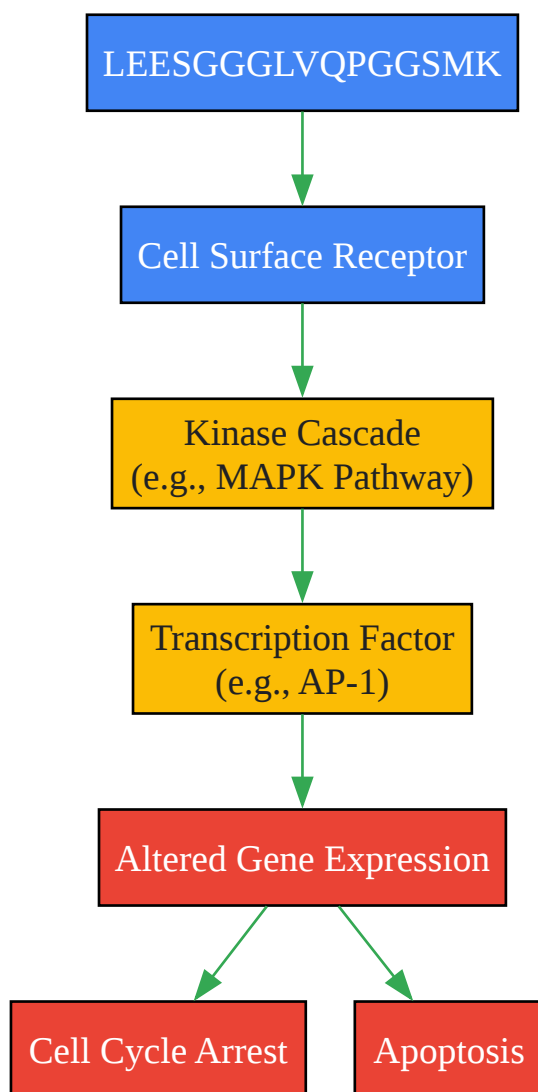 LEESGGGLVQPGGSMK
Cell Surface Receptor
Kinase Cascade
(e.g., MAPK Pathway)
Transcription Factor
(e.g., AP-1)
Altered Gene Expression
Cell Cycle Arrest
Apoptosis